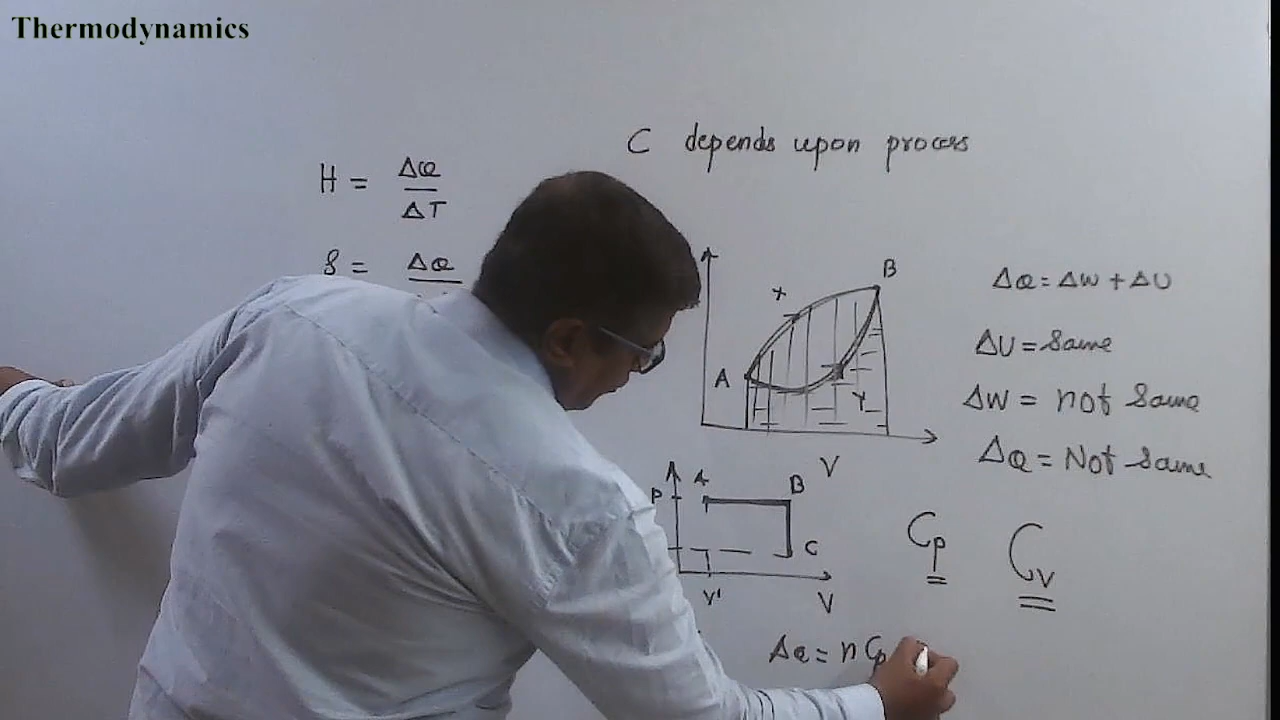 Thermodynamics
C depends upon process
H = ΔQ / ΔT
S = ΔQ
B
X
A
Y
V
ΔQ = ΔW + ΔU
ΔU = Same
ΔW = not Same
ΔQ = Not Same
P A B
C
V' V
Cp Cv
ΔQ = n Cp